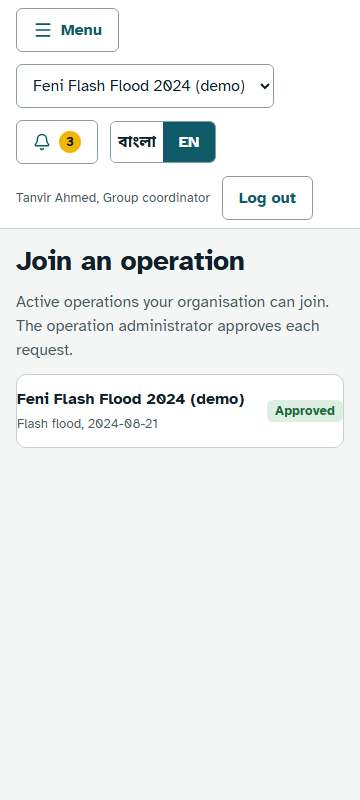 Menu
Feni Flash Flood 2024 (demo)
3
বাংলা EN
Tanvir Ahmed, Group coordinator Log out
Join an operation
Active operations your organisation can join.
The operation administrator approves each
request.
Feni Flash Flood 2024 (demo)
Approved
Flash flood, 2024-08-21